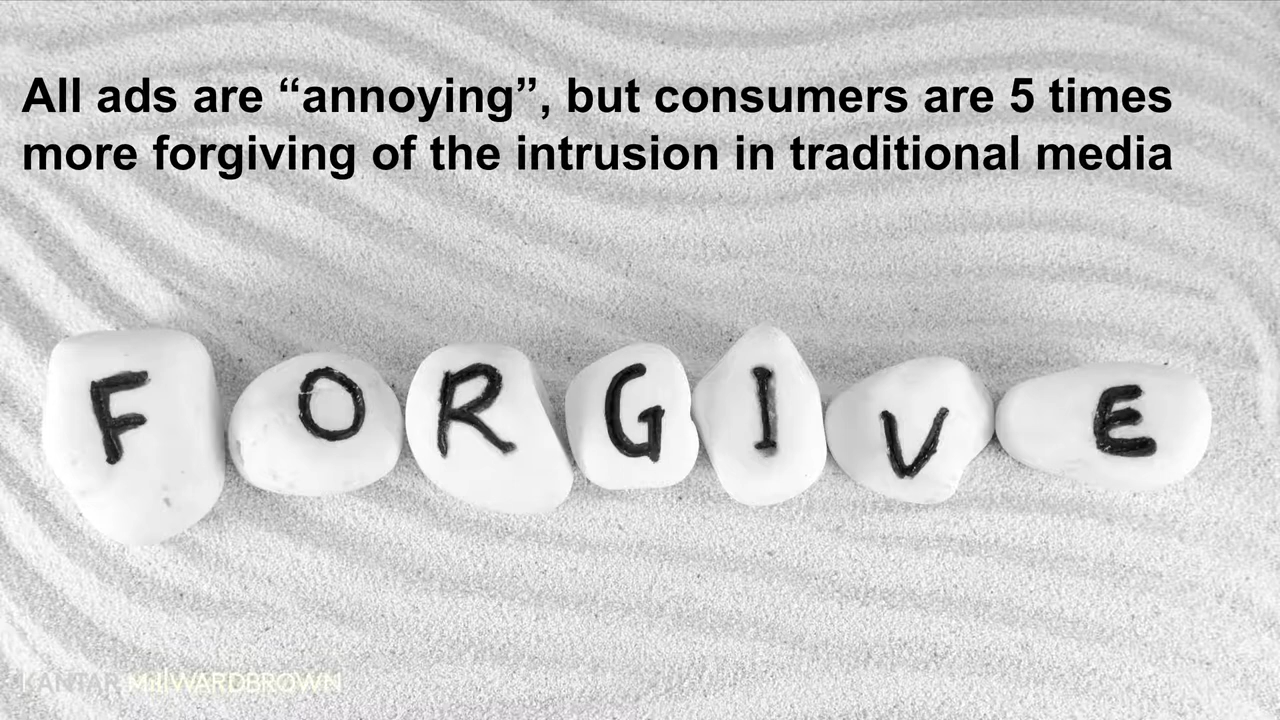 All ads are “annoying”, but consumers are 5 times
more forgiving of the intrusion in traditional media
FORGIVE
KANTAR MillWARDBROWN